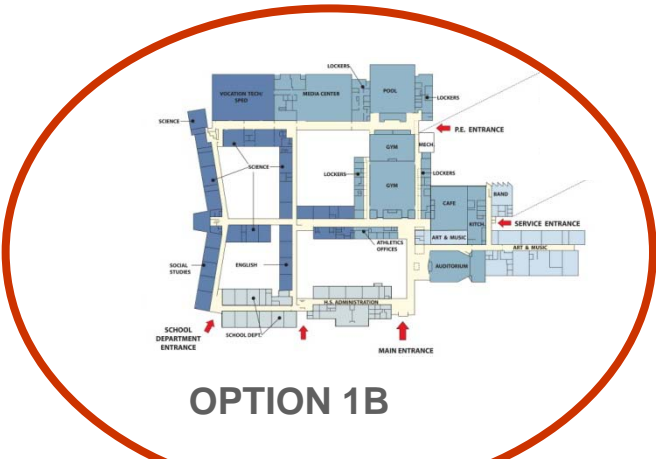 LOCKERS
VOCATION TECH/
SPED
MEDIA CENTER
POOL
LOCKERS
SCIENCE
P.E. ENTRANCE
GYM
MECH.
SCIENCE
LOCKERS
GYM
LOCKERS
BAND
CAFE
KITCH.
SERVICE ENTRANCE
ART & MUSIC
ATHLETICS
OFFICES
ART & MUSIC
SOCIAL
STUDIES
ENGLISH
AUDITORIUM
H.S. ADMINISTRATION
SCHOOL
DEPARTMENT
ENTRANCE
SCHOOL DEPT.
MAIN ENTRANCE
OPTION 1B